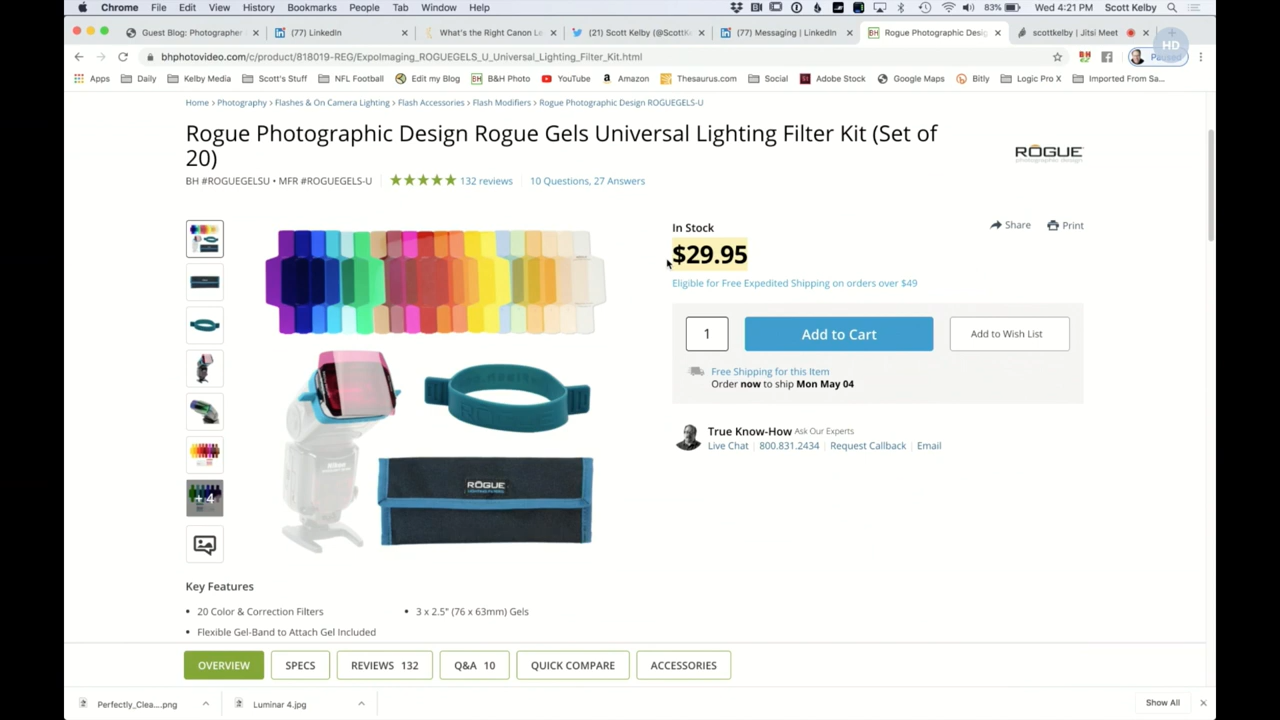 Chrome File Edit View History Bookmarks People Tab Window Help
83% Wed 4:21 PM Scott Kelby
Guest Blog: Photographer
(77) LinkedIn
What's the Right Canon Le
(21) Scott Kelby (@ScottK
(77) Messaging | LinkedIn
Rogue Photographic Desig
scottkelby | Jitsi Meet
HD
bhphotovideo.com/c/product/818019-REG/ExpoImaging_ROGUEGELS_U_Universal_Lighting_Filter_Kit.html
Apps Daily Kelby Media Scott's Stuff NFL Football Edit my Blog B&H Photo YouTube Amazon Thesaurus.com Social Adobe Stock Google Maps Bitly Logic Pro X Imported From Sa...
Home › Photography › Flashes & On Camera Lighting › Flash Accessories › Flash Modifiers › Rogue Photographic Design ROGUEGELS-U
Rogue Photographic Design Rogue Gels Universal Lighting Filter Kit (Set of
20)
ROGUE
photographic design
BH #ROGUEGELSU • MFR #ROGUEGELS-U
132 reviews
10 Questions, 27 Answers
In Stock
Share
Print
$29.95
Eligible for Free Expedited Shipping on orders over $49
1
Add to Cart
Add to Wish List
Free Shipping for this Item
Order now to ship Mon May 04
True Know-How Ask Our Experts
Live Chat | 800.831.2434 | Request Callback | Email
Nikon
ROGUE
+ 4
Key Features
• 20 Color & Correction Filters
• 3 x 2.5" (76 x 63mm) Gels
• Flexible Gel-Band to Attach Gel Included
OVERVIEW
SPECS
REVIEWS 132
Q&A 10
QUICK COMPARE
ACCESSORIES
Perfectly_Clea....png
Luminar 4.jpg
Show All